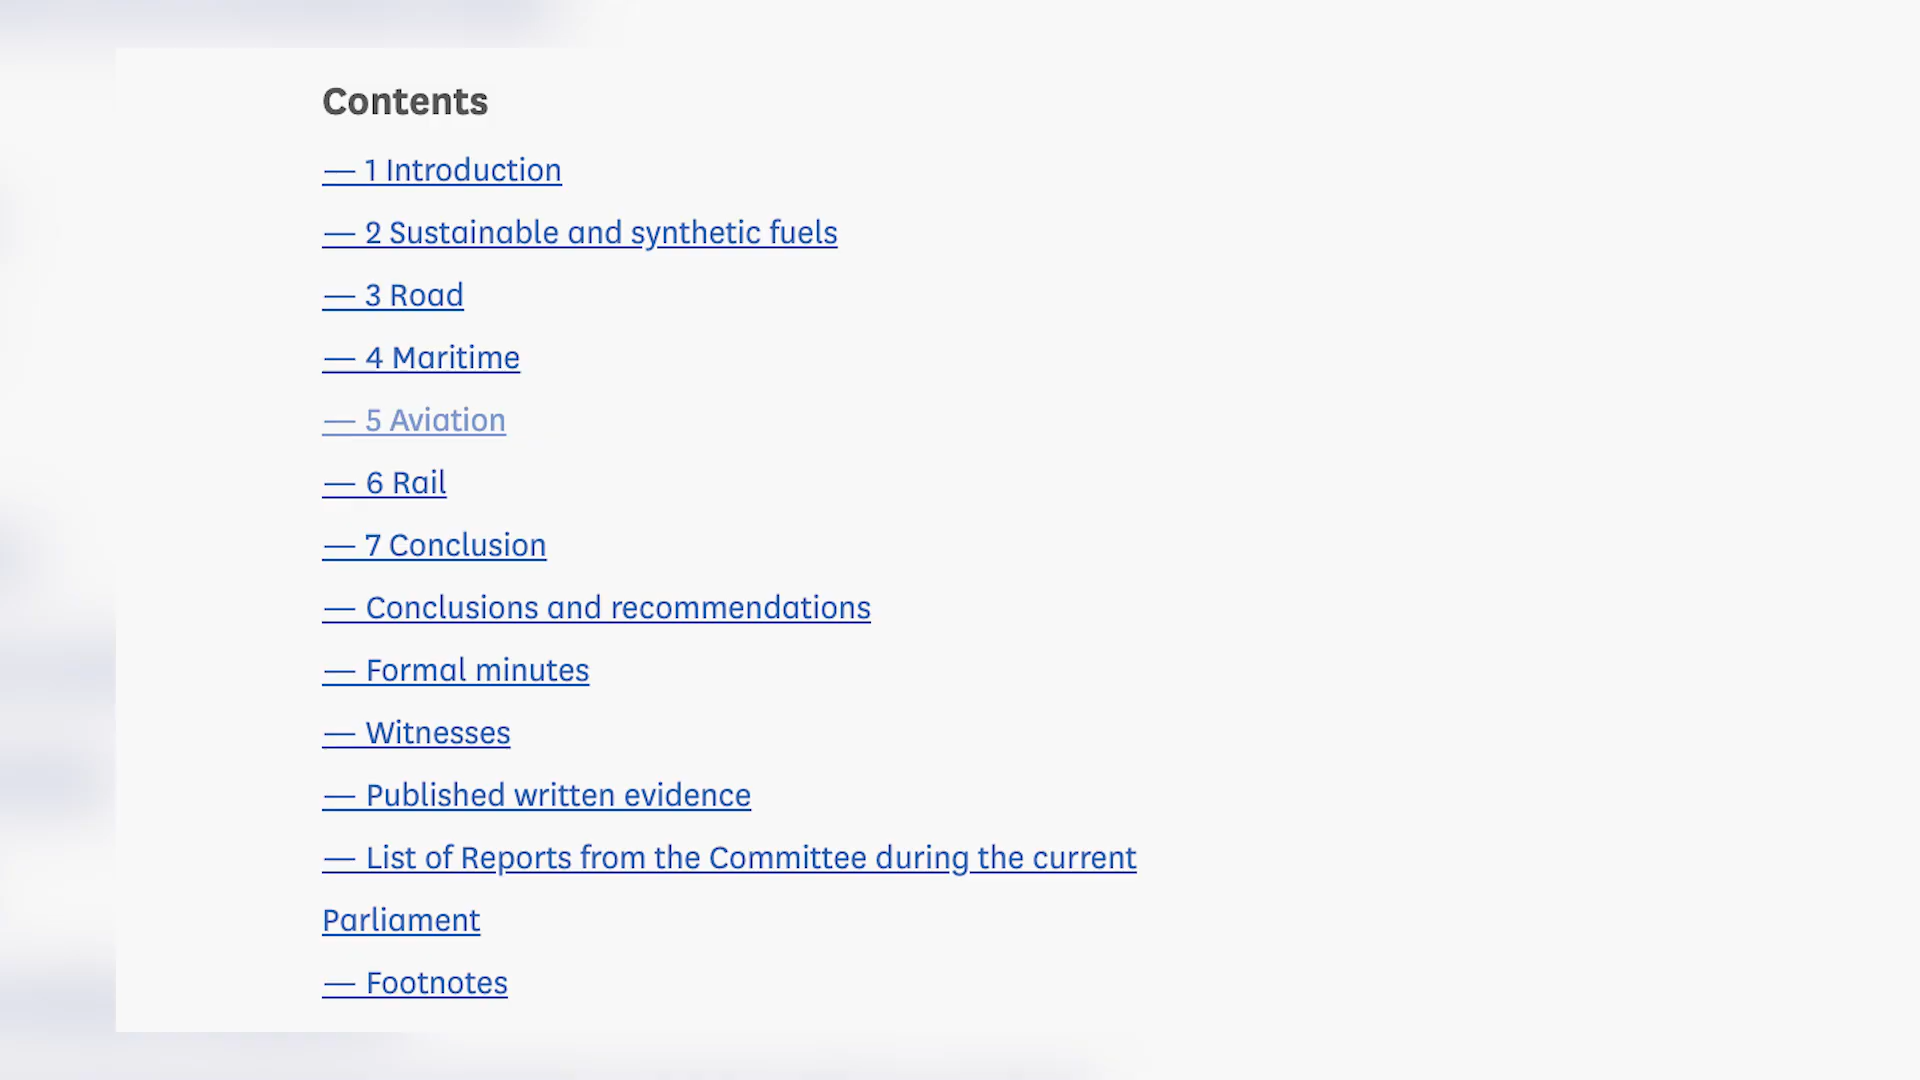 Contents
— 1 Introduction
— 2 Sustainable and synthetic fuels
— 3 Road
— 4 Maritime
— 5 Aviation
— 6 Rail
— 7 Conclusion
— Conclusions and recommendations
— Formal minutes
— Witnesses
— Published written evidence
— List of Reports from the Committee during the current
Parliament
— Footnotes